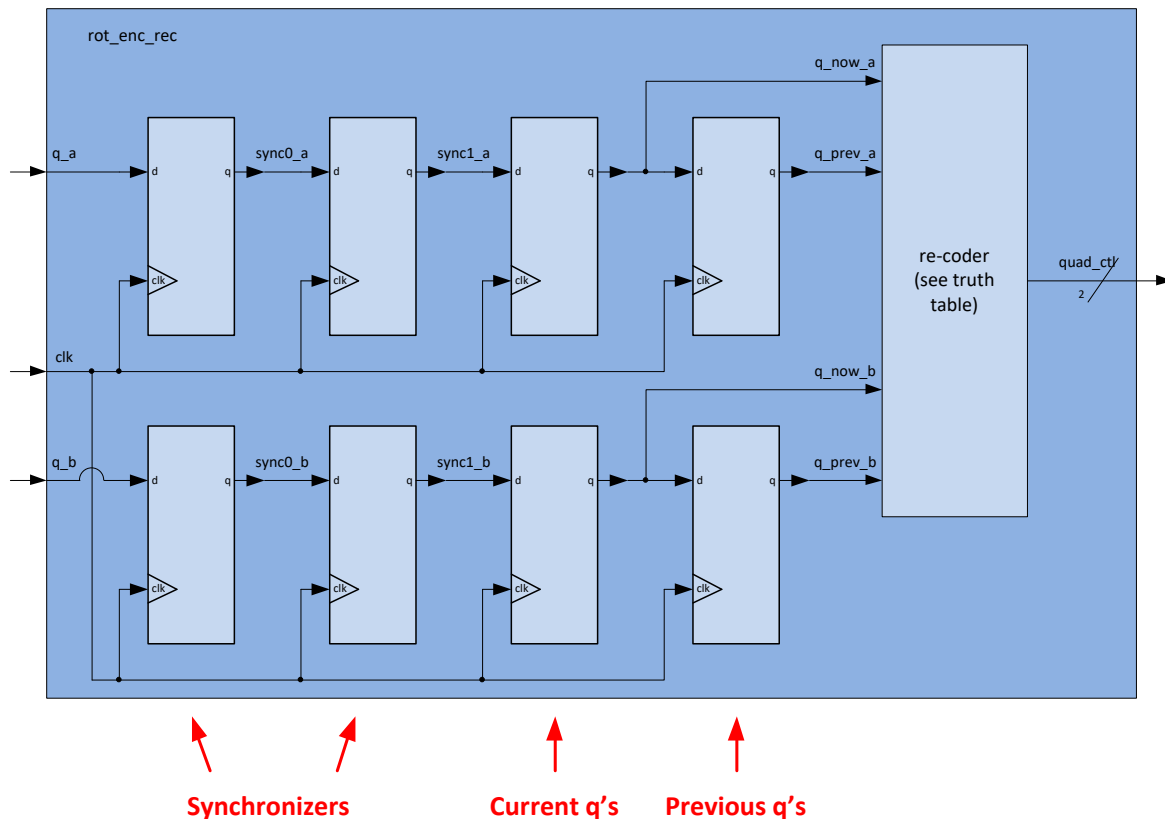 rot_enc_rec
q_now_a
q_a
d
q
sync0_a
d
q
sync1_a
d
q
d
q
q_prev_a
clk
clk
clk
clk
re-coder
(see truth
table)
quad_ctl
2
clk
q_now_b
q_b
d
q
sync0_b
d
q
sync1_b
d
q
d
q
q_prev_b
clk
clk
clk
clk
Synchronizers
Current q's
Previous q's